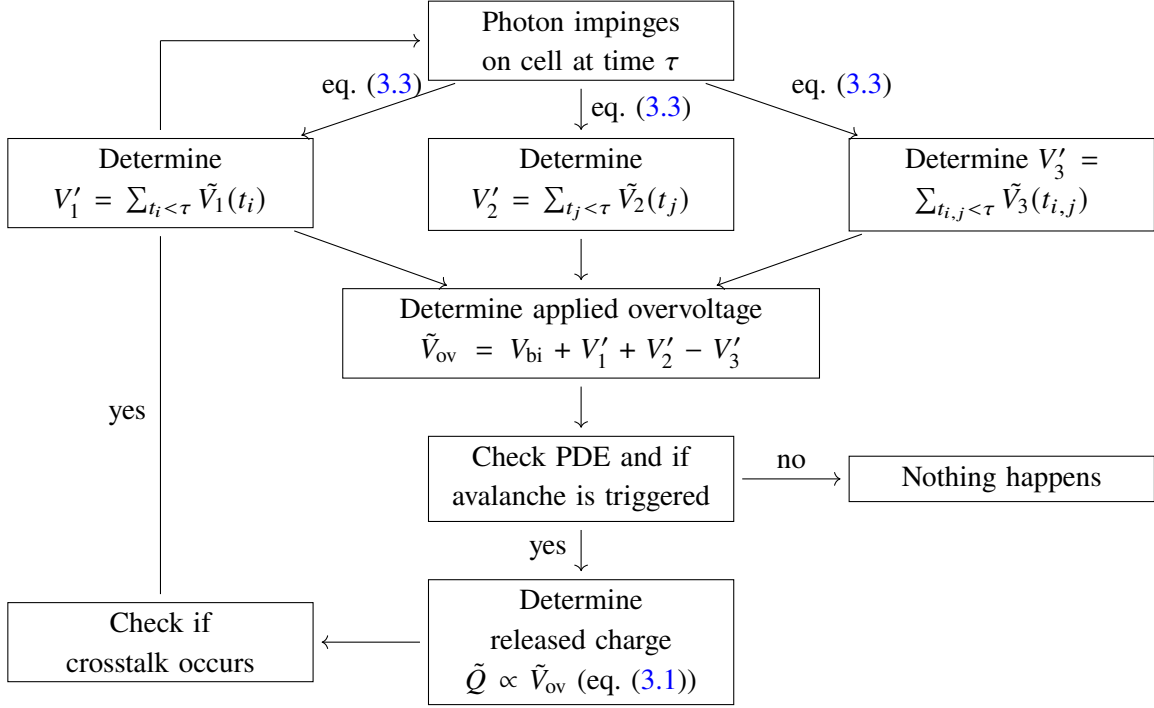 Photon impinges
on cell at time τ
eq. (3.3)
eq. (3.3)
eq. (3.3)
Determine
V′₁ = ∑_{tᵢ<τ} Ṽ₁(tᵢ)
Determine
V′₂ = ∑_{tⱼ<τ} Ṽ₂(tⱼ)
Determine V′₃ =
∑_{tᵢ,ⱼ<τ} Ṽ₃(tᵢ,ⱼ)
Determine applied overvoltage
Ṽ_ov = V_bi + V′₁ + V′₂ − V′₃
yes
Check PDE and if
avalanche is triggered
no
Nothing happens
yes
Determine
released charge
Q̃ ∝ Ṽ_ov (eq. (3.1))
Check if
crosstalk occurs